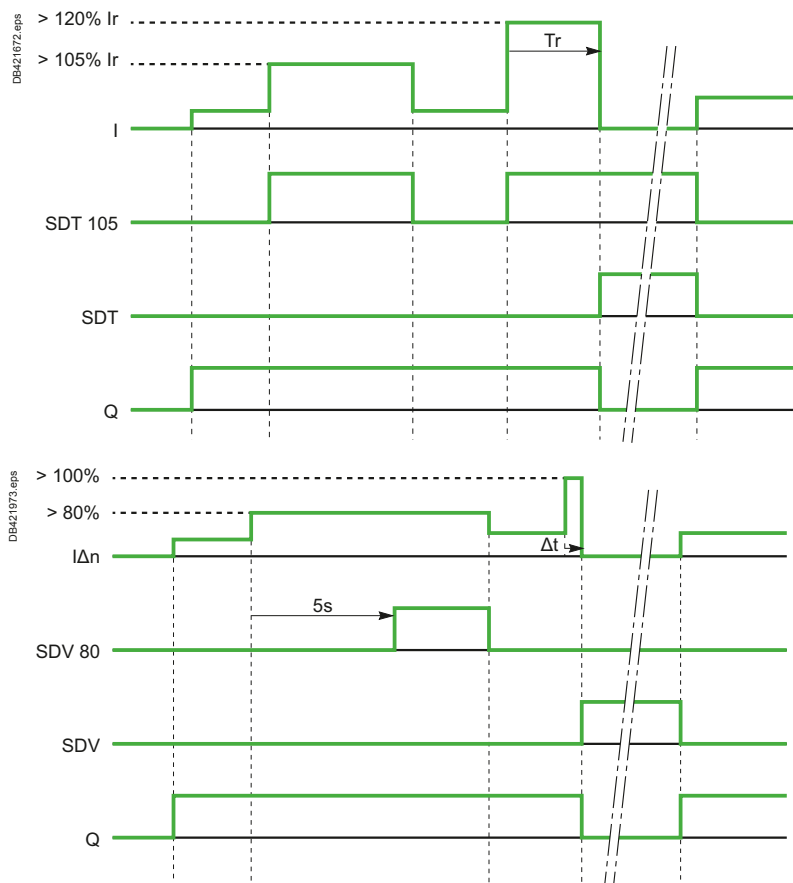 DB421672.eps
> 120% Ir
Tr
> 105% Ir
I
SDT 105
SDT
Q
DB421973.eps
> 100%
> 80%
Δt
IΔn
5s
SDV 80
SDV
Q